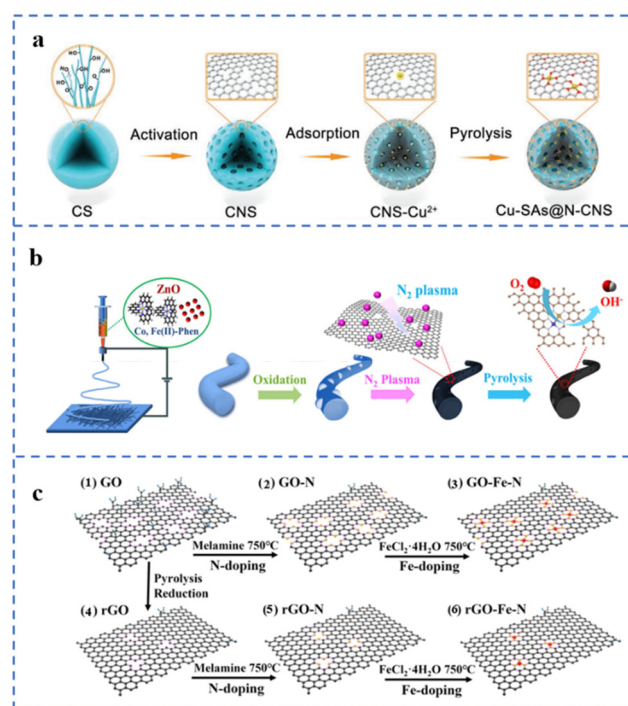 a
HO
OH
Activation
Adsorption
Pyrolysis
CS
CNS
CNS-Cu²⁺
Cu-SAs@N-CNS
b
ZnO
Co, Fe(II)-Phen
N₂ plasma
O₂
OH⁻
Oxidation
N₂ Plasma
Pyrolysis
c
(1) GO
(2) GO-N
(3) GO-Fe-N
Melamine 750℃
N-doping
FeCl₂·4H₂O 750℃
Fe-doping
Pyrolysis
Reduction
(4) rGO
(5) rGO-N
(6) rGO-Fe-N
Melamine 750℃
N-doping
FeCl₂·4H₂O 750℃
Fe-doping